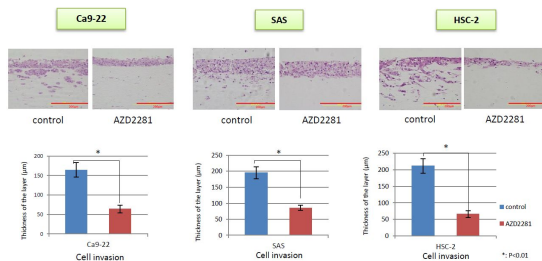 Ca9-22
SAS
HSC-2
control
AZD2281
control
AZD2281
control
AZD2281
Thickness of the layer (μm)
200
150
100
50
0
*
Ca9-22
Cell invasion
Thickness of the layer (μm)
250
200
150
100
50
0
*
SAS
Cell invasion
Thickness of the layer (μm)
250
200
150
100
50
0
*
HSC-2
Cell invasion
control
AZD2281
*: P<0.01